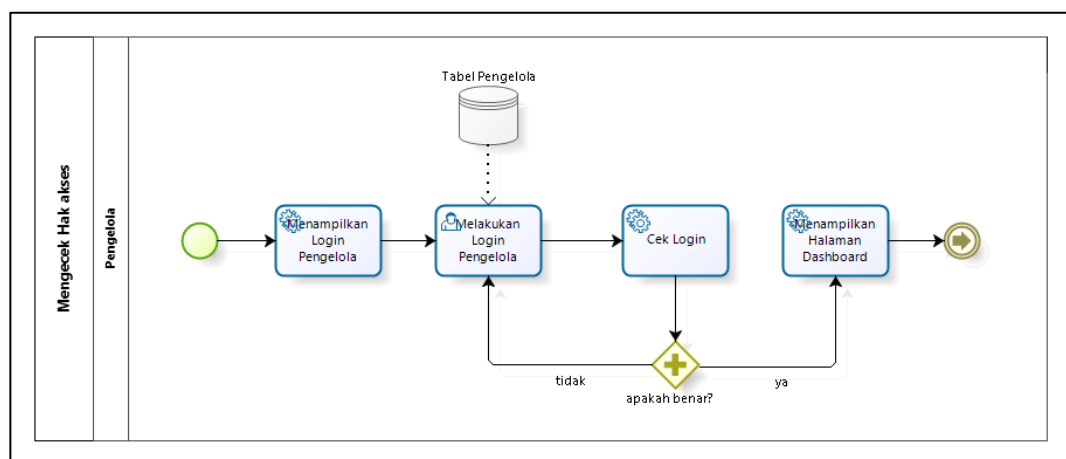 Mengecek Hak akses
Pengelola
Tabel Pengelola
Menampilkan
Login
Pengelola
Melakukan
Login
Pengelola
Cek Login
Menampilkan
Halaman
Dashboard
tidak
ya
apakah benar?